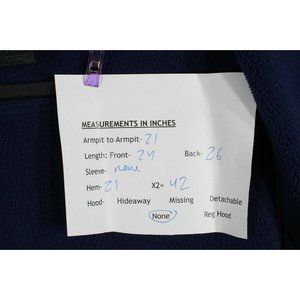 MEASUREMENTS IN INCHES
Armpit to Armpit- 21
Length: Front- 24 Back- 26
Sleeve- none
Hem- 21 X2= 42
Hood- Hideaway Missing Detachable
None Reg Hood